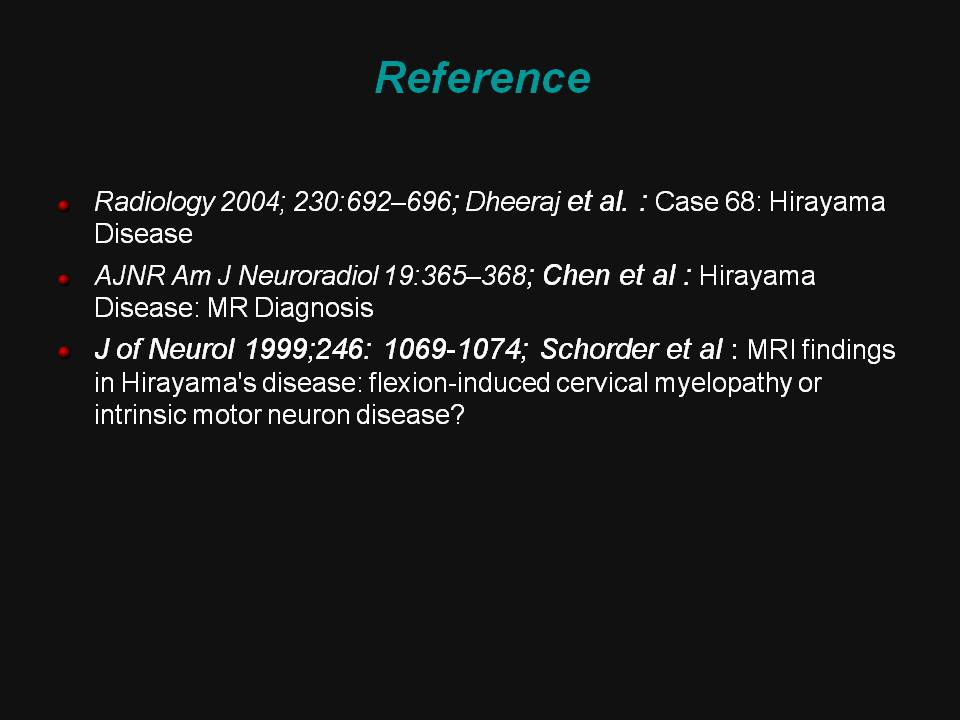 Reference
Radiology 2004; 230:692–696; Dheeraj et al. : Case 68: Hirayama
Disease
AJNR Am J Neuroradiol 19:365–368; Chen et al : Hirayama
Disease: MR Diagnosis
J of Neurol 1999;246: 1069-1074; Schorder et al : MRI findings
in Hirayama's disease: flexion-induced cervical myelopathy or
intrinsic motor neuron disease?